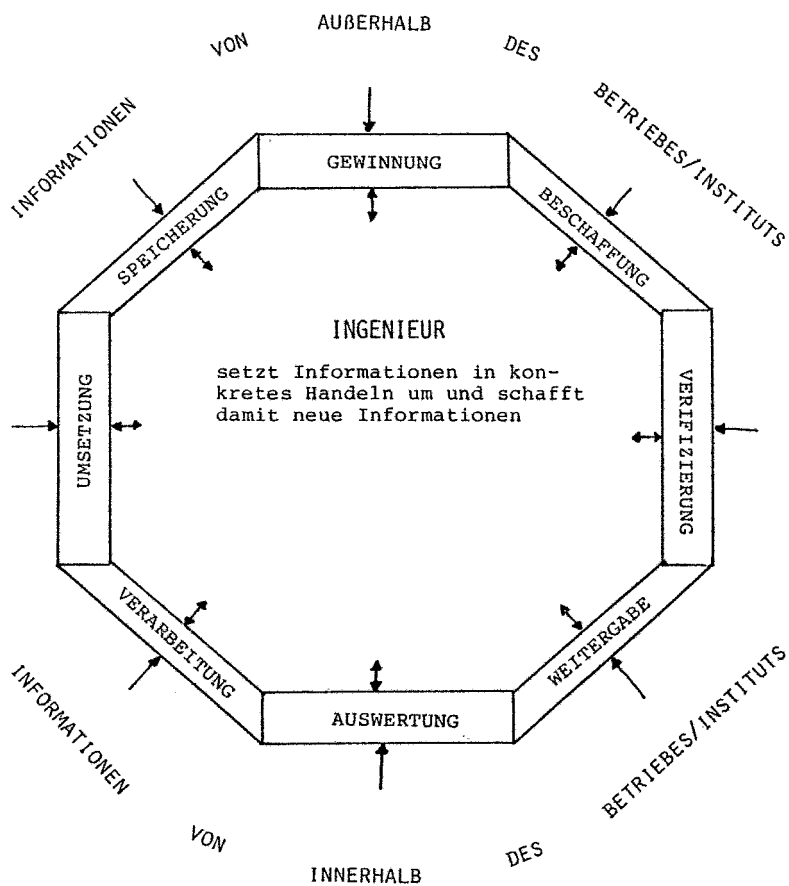 INFORMATIONEN VON AUßERHALB DES BETRIEBES/INSTITUTS
GEWINNUNG
BESCHAFFUNG
VERIFIZIERUNG
WEITERGABE
AUSWERTUNG
VERARBEITUNG
UMSETZUNG
SPEICHERUNG
INGENIEUR
setzt Informationen in kon-
kretes Handeln um und schafft
damit neue Informationen
INFORMATIONEN VON INNERHALB DES BETRIEBES/INSTITUTS